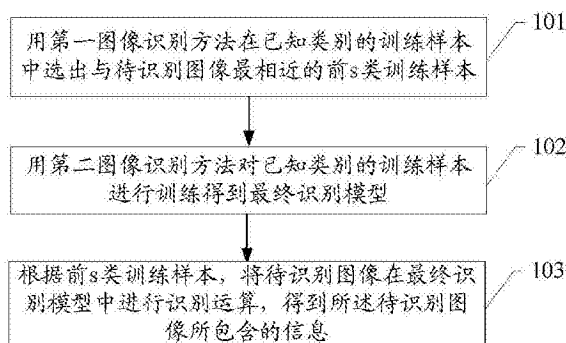 用第一图像识别方法在已知类别的训练样本
中选出与待识别图像最相近的前s类训练样本
101
用第二图像识别方法对已知类别的训练样本
进行训练得到最终识别模型
102
根据前s类训练样本，将待识别图像在最终识
别模型中进行识别运算，得到所述待识别图
像所包含的信息
103